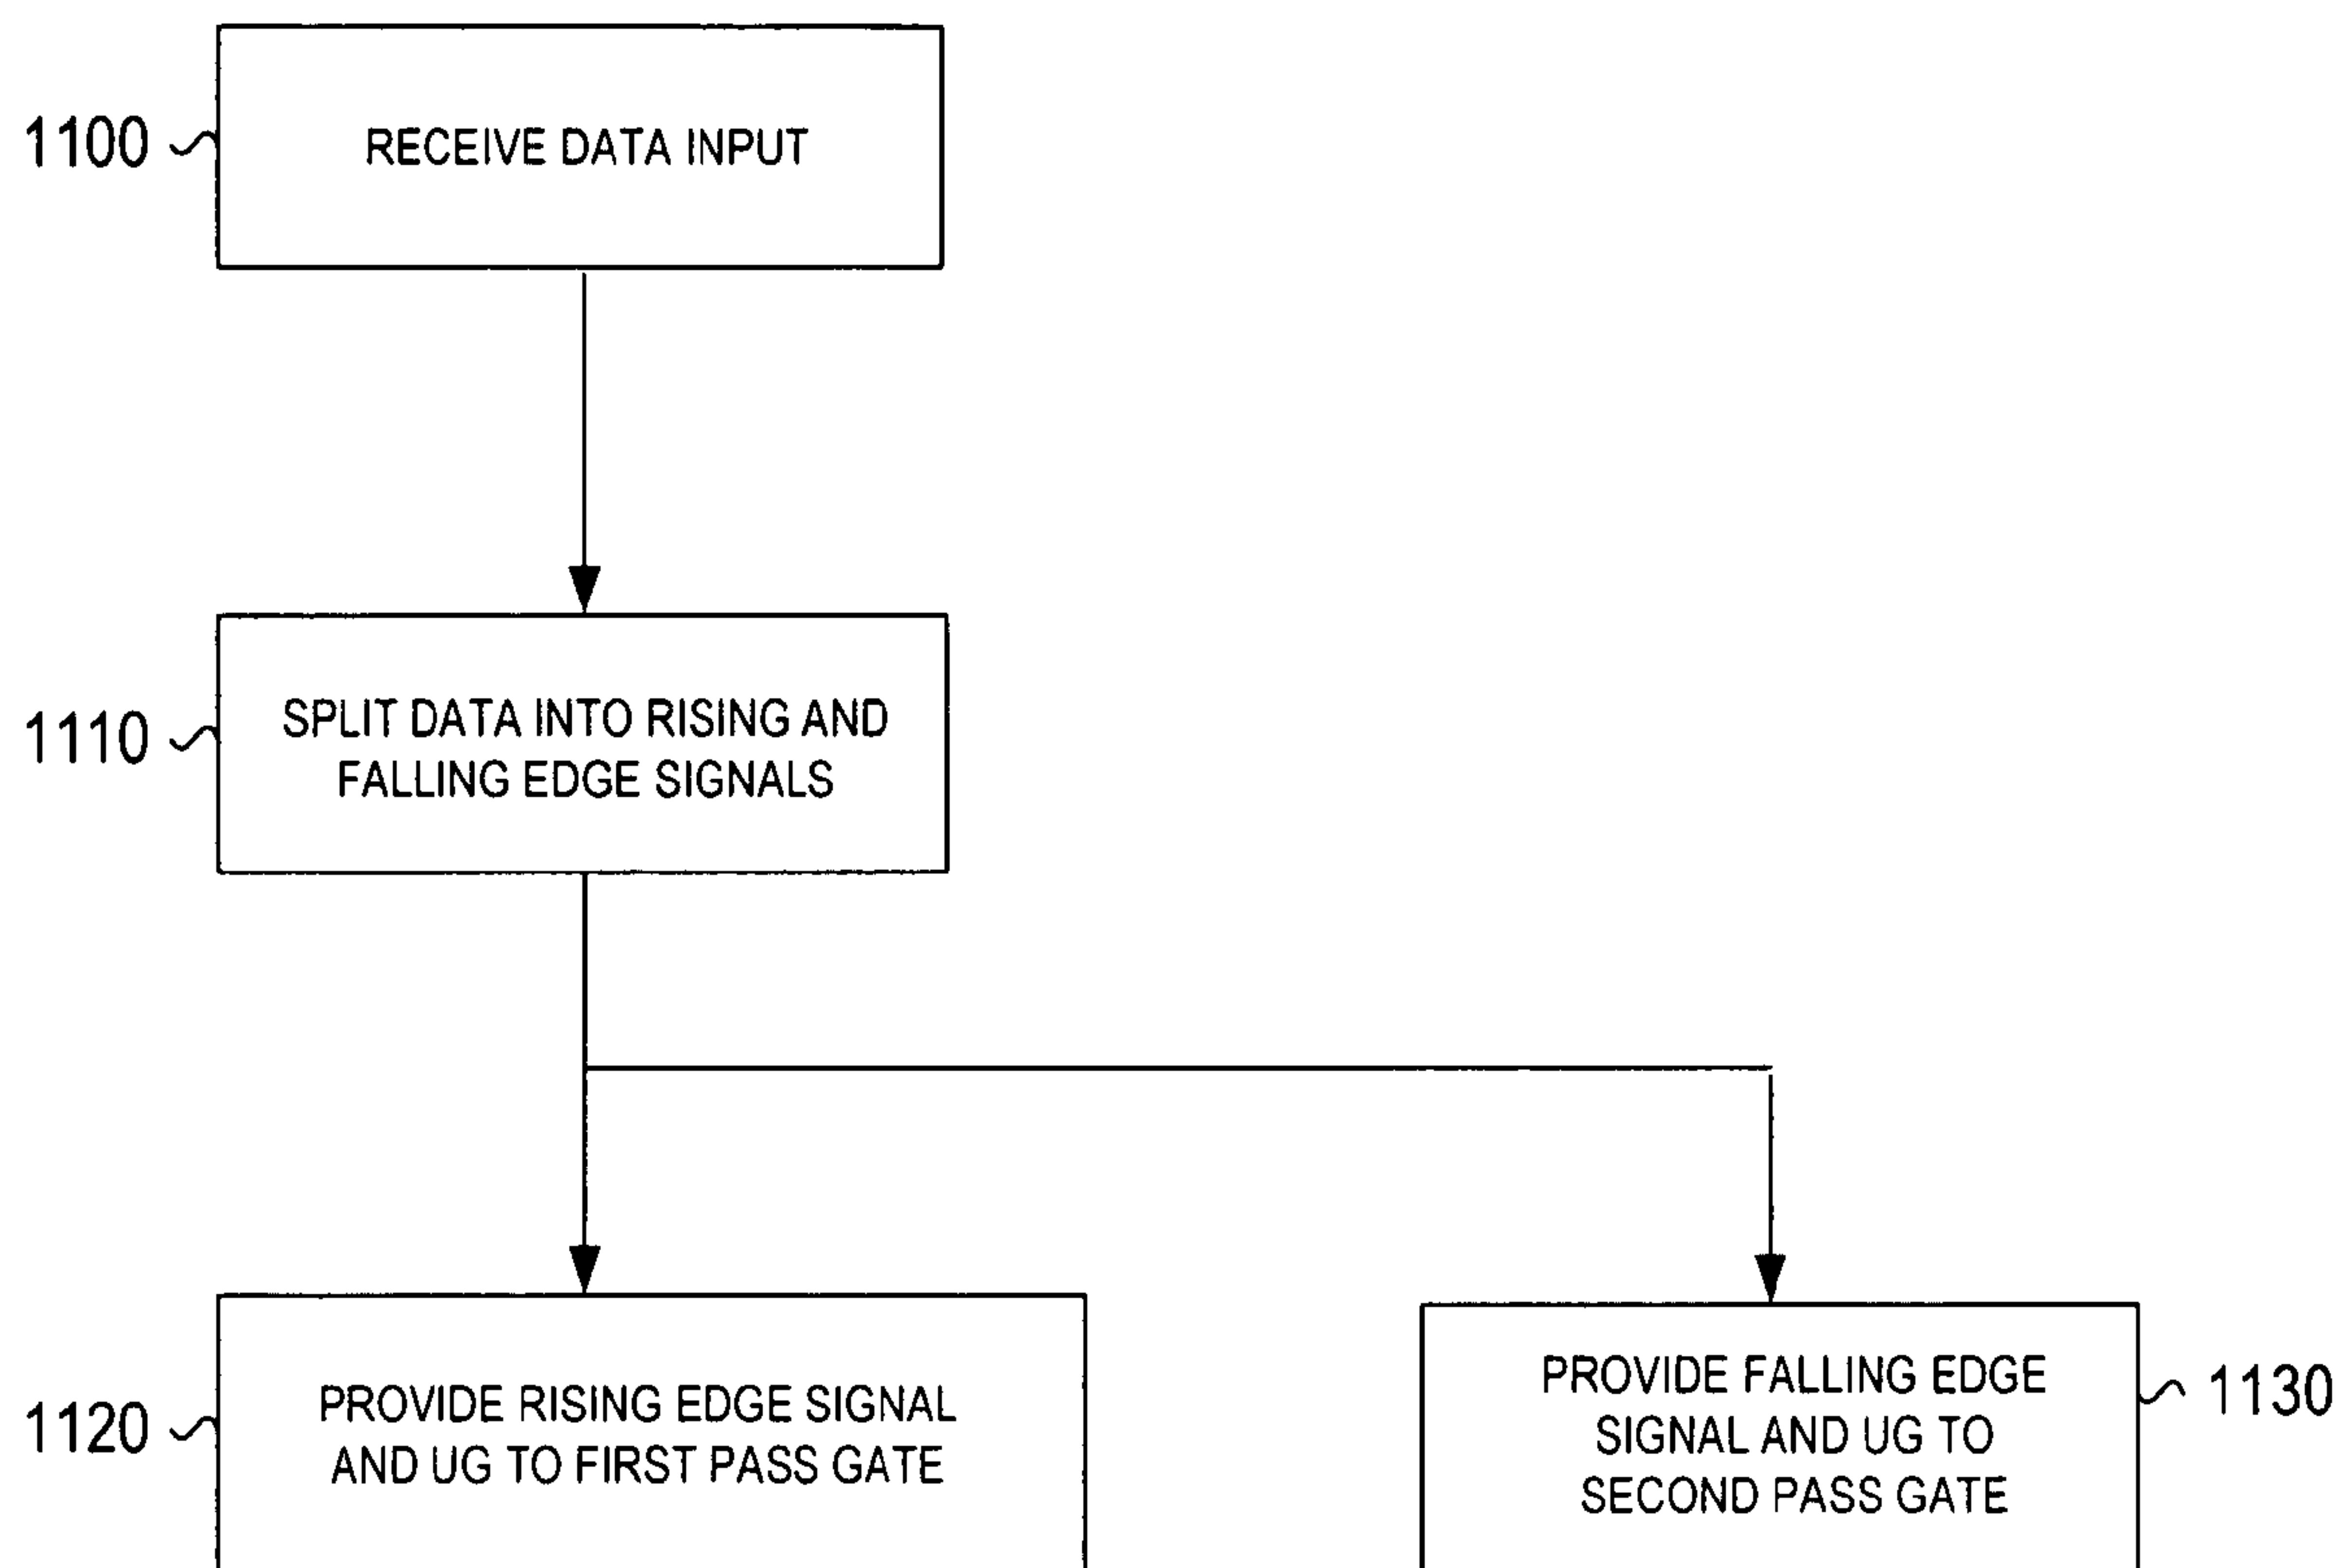 1100
RECEIVE DATA INPUT
1110
SPLIT DATA INTO RISING AND
FALLING EDGE SIGNALS
1120
PROVIDE RISING EDGE SIGNAL
AND UG TO FIRST PASS GATE
PROVIDE FALLING EDGE
SIGNAL AND UG TO
SECOND PASS GATE
1130